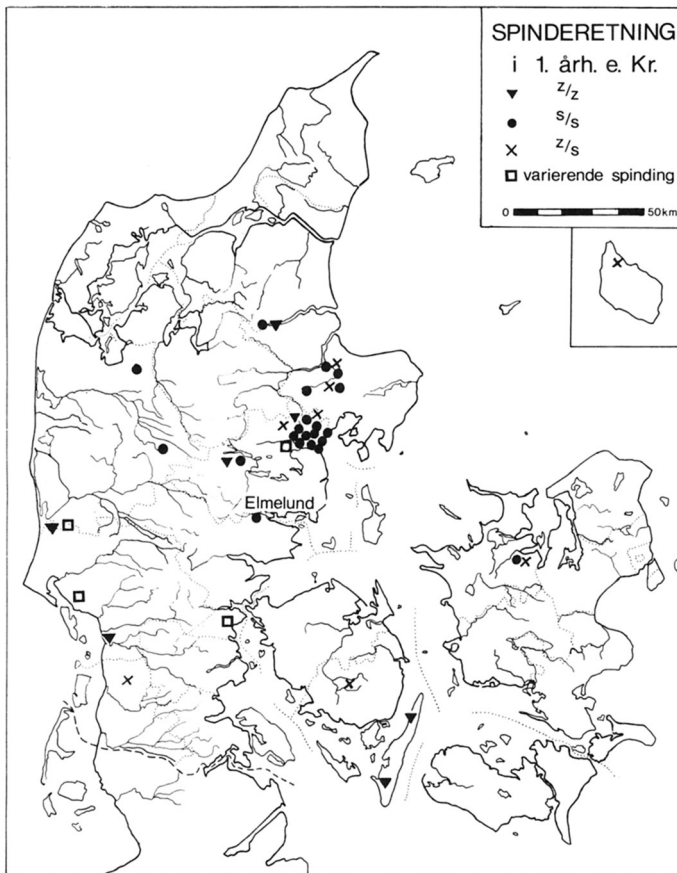 SPINDERETNING
i 1. årh. e. Kr.
z/z
s/s
z/s
varierende spinding
0 50km
Elmelund